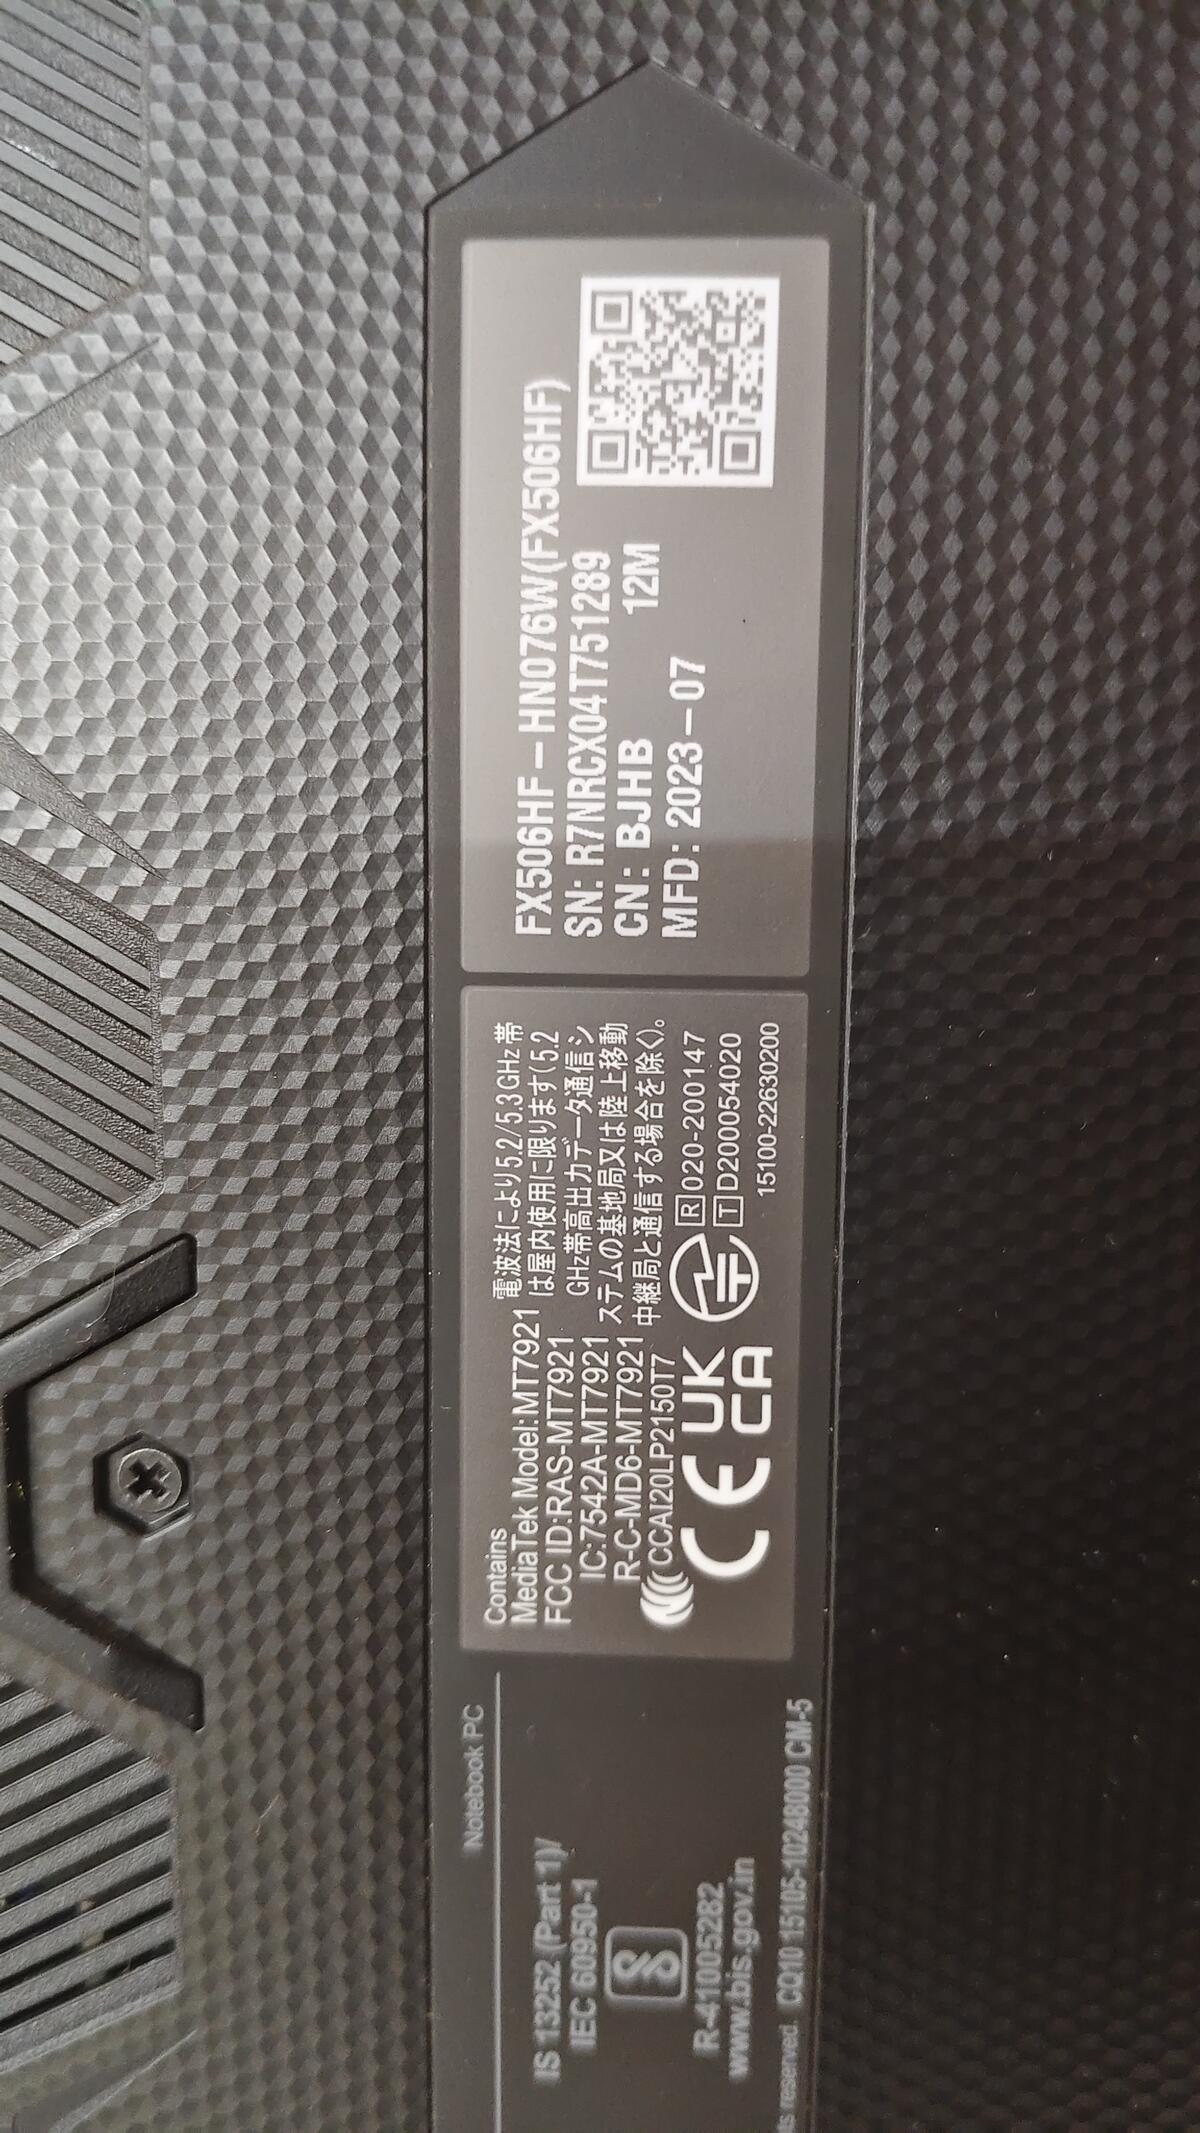 FX506HF-HN076W(FX506HF)
SN: R7NRCX04T751289
CN: BJHB 12M
MFD: 2023-07
Contains
MediaTek Model:MT7921
FCC ID:RAS-MT7921
IC:7542A-MT7921
R-C-MD6-MT7921
CCAI20LP2150T7
CE UK CA
電波法により5.2/5.3GHz帯
は屋内使用に限ります(5.2
GHz帯高出力データ通信シ
ステムの基地局又は陸上移動
中継局と通信する場合を除く)。
R 020-200147
T D200054020
15100-22630200
Notebook PC
IS 13252 (Part 1)/
IEC 60950-1
R-41005282
www.bis.gov.in
reserved. CQ10 15105-10248000 CM-5